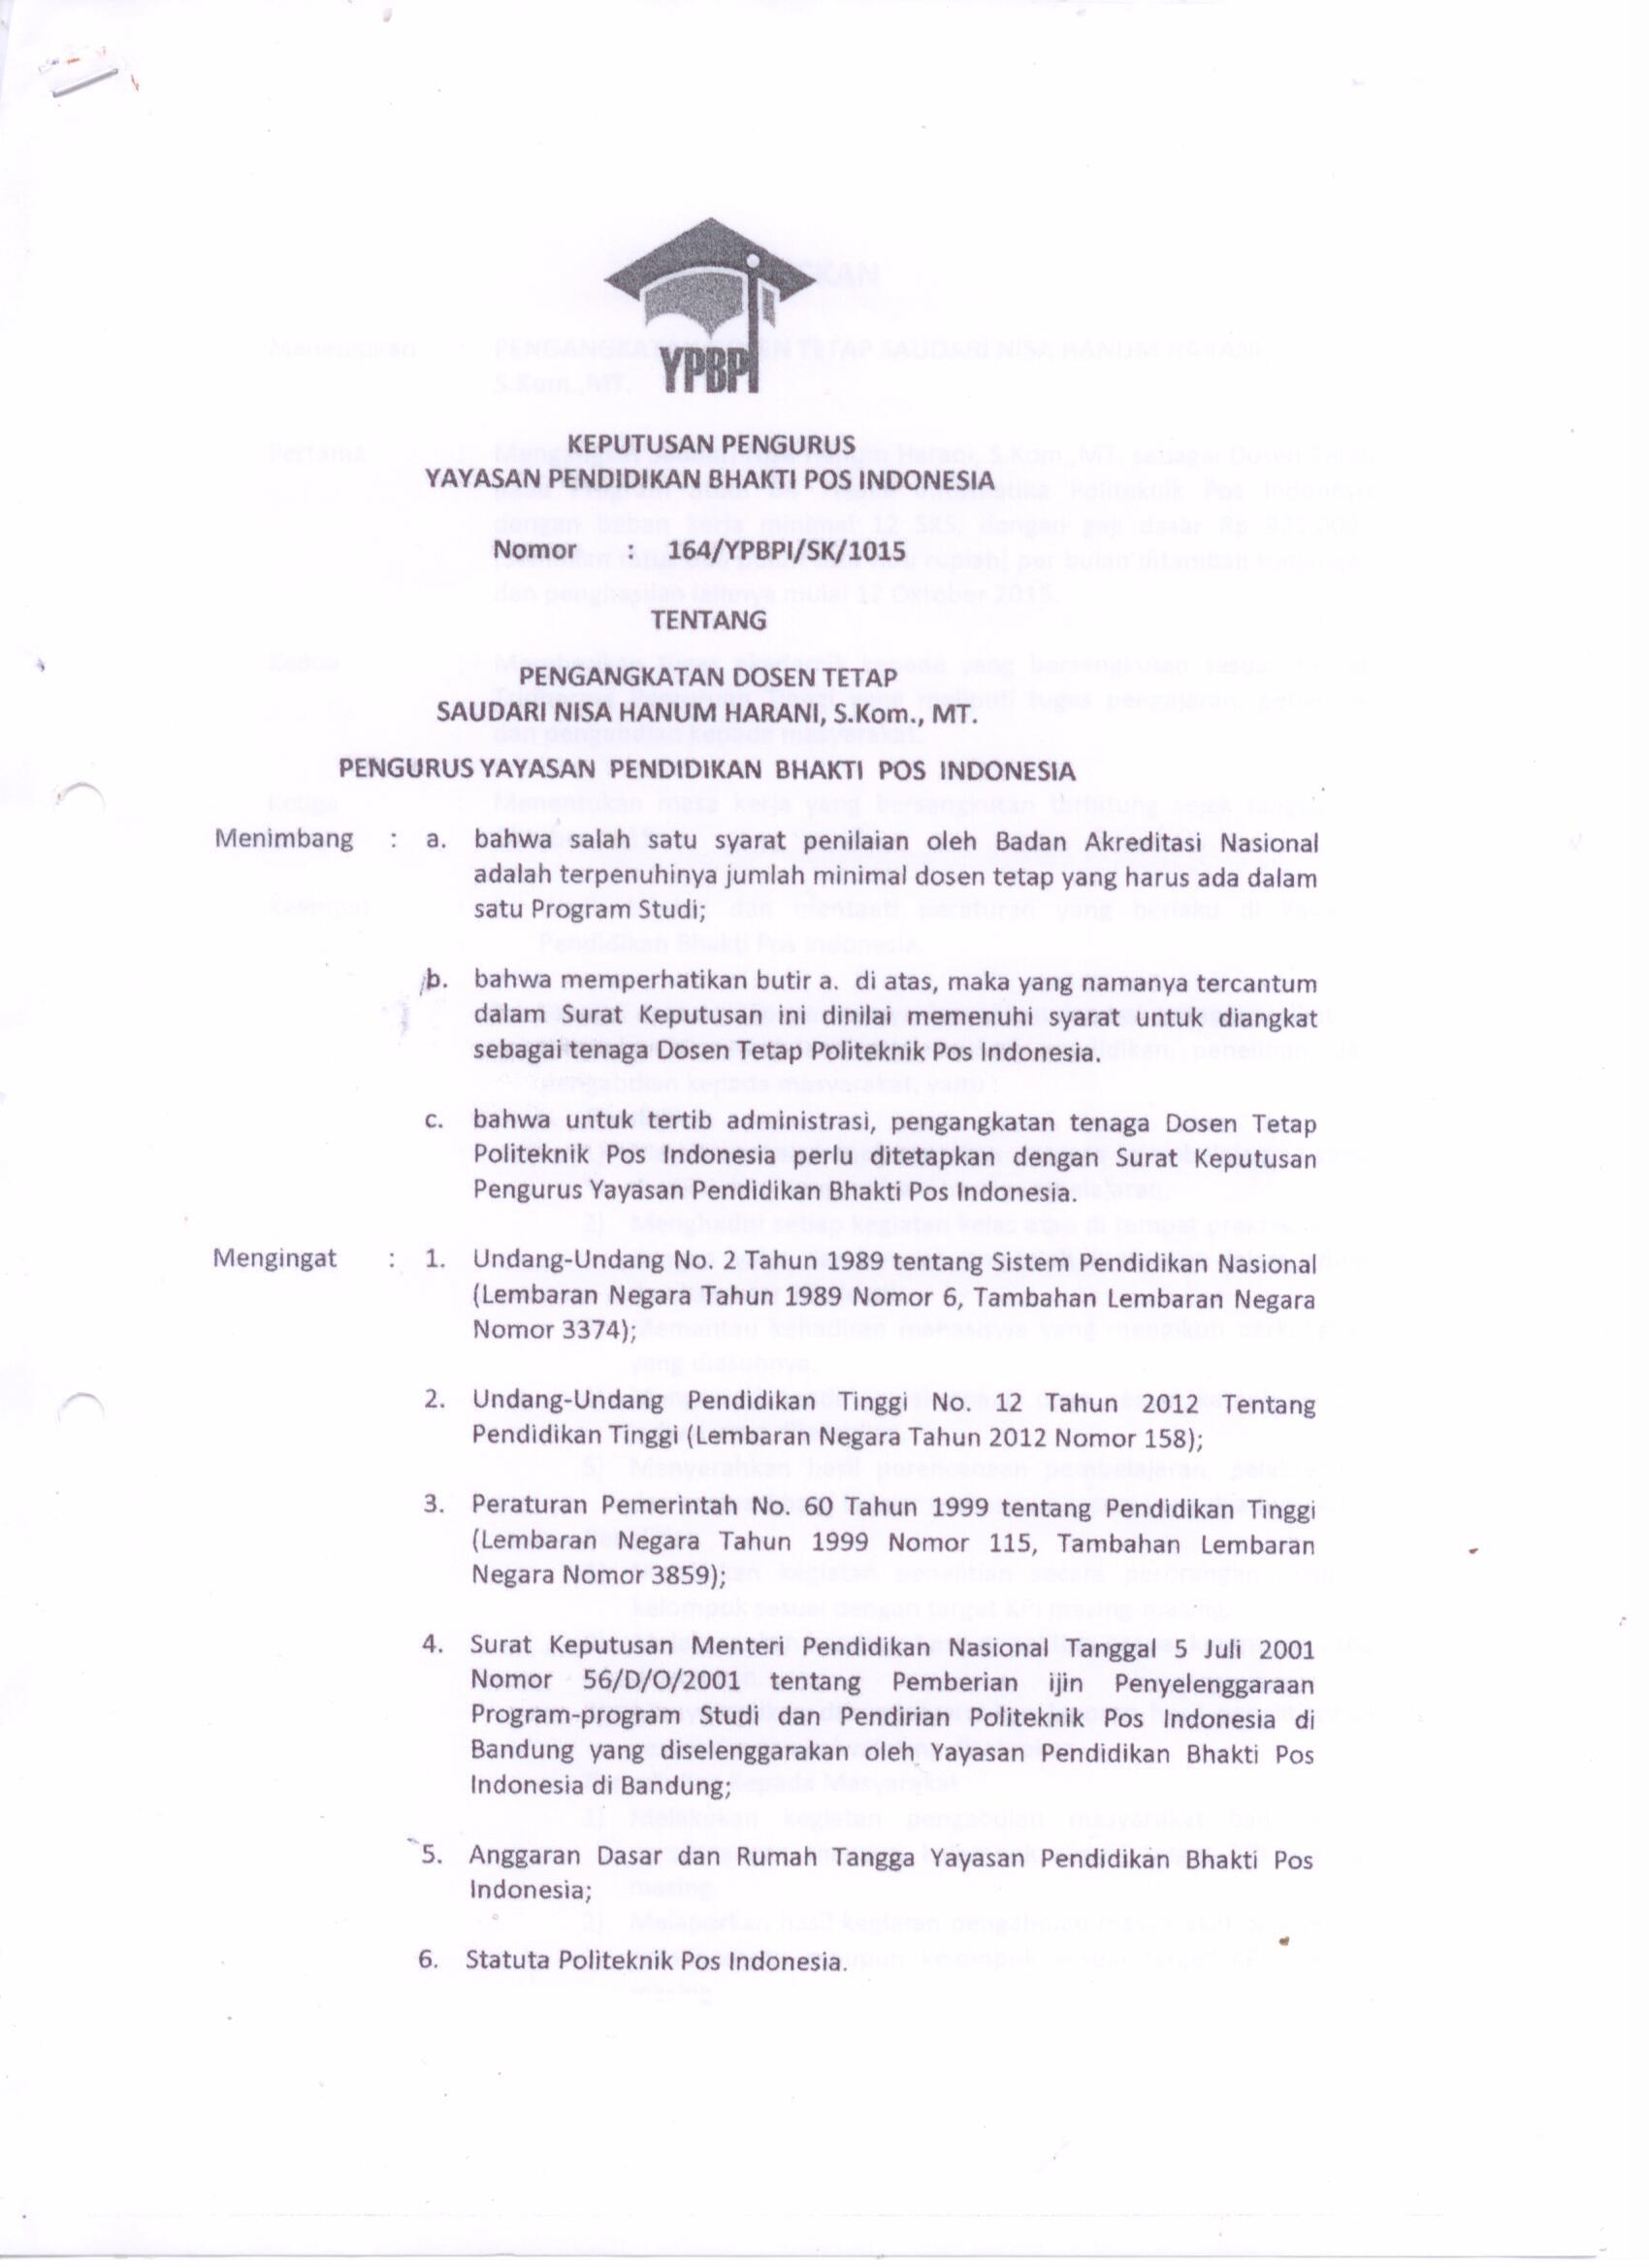 YPBPI
KEPUTUSAN PENGURUS
YAYASAN PENDIDIKAN BHAKTI POS INDONESIA
Nomor : 164/YPBPI/SK/1015
TENTANG
PENGANGKATAN DOSEN TETAP
SAUDARI NISA HANUM HARANI, S.Kom., MT.
PENGURUS YAYASAN PENDIDIKAN BHAKTI POS INDONESIA
Menimbang : a. bahwa salah satu syarat penilaian oleh Badan Akreditasi Nasional
adalah terpenuhinya jumlah minimal dosen tetap yang harus ada dalam
satu Program Studi;
b. bahwa memperhatikan butir a. di atas, maka yang namanya tercantum
dalam Surat Keputusan ini dinilai memenuhi syarat untuk diangkat
sebagai tenaga Dosen Tetap Politeknik Pos Indonesia.
c. bahwa untuk tertib administrasi, pengangkatan tenaga Dosen Tetap
Politeknik Pos Indonesia perlu ditetapkan dengan Surat Keputusan
Pengurus Yayasan Pendidikan Bhakti Pos Indonesia.
Mengingat : 1. Undang-Undang No. 2 Tahun 1989 tentang Sistem Pendidikan Nasional
(Lembaran Negara Tahun 1989 Nomor 6, Tambahan Lembaran Negara
Nomor 3374);
2. Undang-Undang Pendidikan Tinggi No. 12 Tahun 2012 Tentang
Pendidikan Tinggi (Lembaran Negara Tahun 2012 Nomor 158);
3. Peraturan Pemerintah No. 60 Tahun 1999 tentang Pendidikan Tinggi
(Lembaran Negara Tahun 1999 Nomor 115, Tambahan Lembaran
Negara Nomor 3859);
4. Surat Keputusan Menteri Pendidikan Nasional Tanggal 5 Juli 2001
Nomor 56/D/O/2001 tentang Pemberian ijin Penyelenggaraan
Program-program Studi dan Pendirian Politeknik Pos Indonesia di
Bandung yang diselenggarakan oleh Yayasan Pendidikan Bhakti Pos
Indonesia di Bandung;
5. Anggaran Dasar dan Rumah Tangga Yayasan Pendidikan Bhakti Pos
Indonesia;
6. Statuta Politeknik Pos Indonesia.